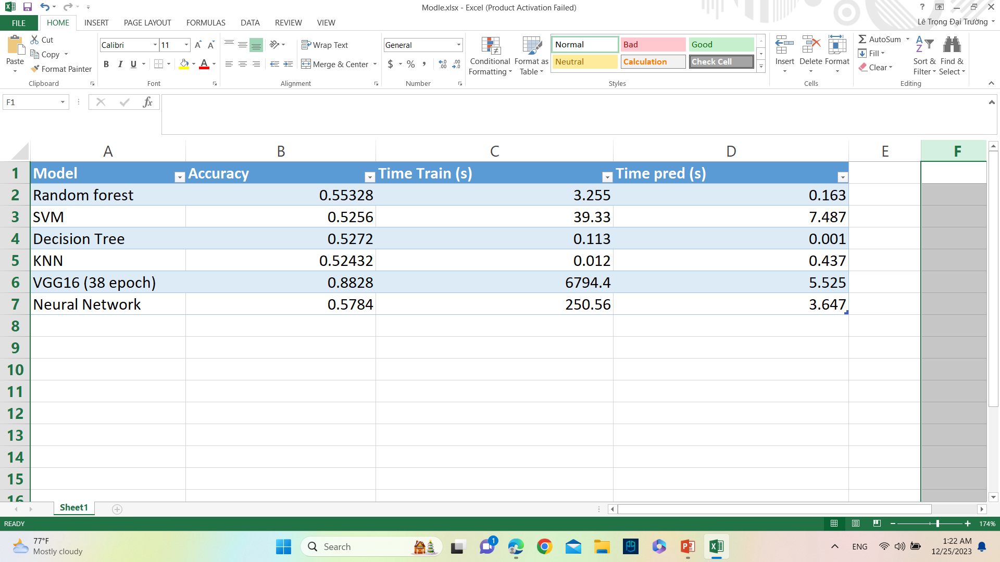 Modle.xlsx - Excel (Product Activation Failed)
?
FILE HOME INSERT PAGE LAYOUT FORMULAS DATA REVIEW VIEW
Lê Trọng Đại Trường
Paste
Cut
Copy
Format Painter
Clipboard
Calibri 11 A A
B I U A
Font
Wrap Text
Merge & Center
Alignment
General
$ % , .00 .00
Number
Conditional Formatting
Format as Table
Normal Bad Good
Neutral Calculation Check Cell
Styles
Insert Delete Format
Cells
AutoSum
Fill
Clear
Sort & Filter
Find & Select
Editing
F1 fx
A B C D E F
1 Model Accuracy Time Train (s) Time pred (s)
2 Random forest 0.55328 3.255 0.163
3 SVM 0.5256 39.33 7.487
4 Decision Tree 0.5272 0.113 0.001
5 KNN 0.52432 0.012 0.437
6 VGG16 (38 epoch) 0.8828 6794.4 5.525
7 Neural Network 0.5784 250.56 3.647
8
9
10
11
12
13
14
15
16
Sheet1
READY 174%
77°F
Mostly cloudy
Search
1
ENG
1:22 AM
12/25/2023